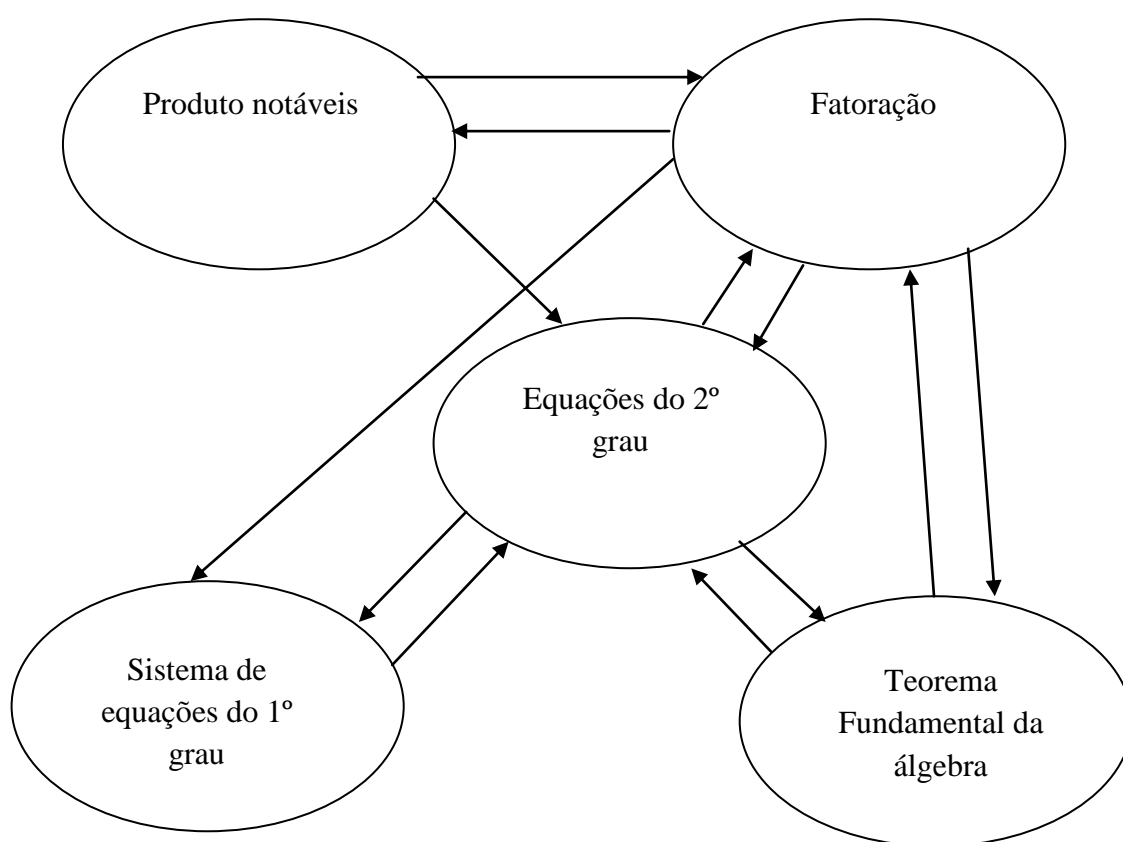 Produto notáveis
Fatoração
Equações do 2º
grau
Sistema de
equações do 1º
grau
Teorema
Fundamental da
álgebra